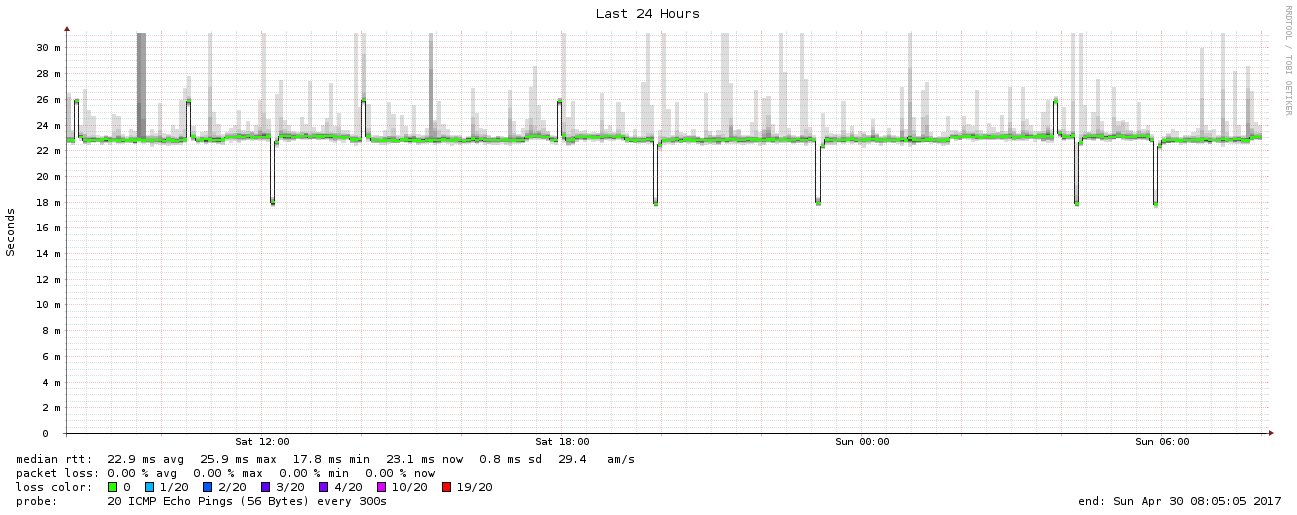 Last 24 Hours
RRDTOOL / TOBI OETIKER
30 m
28 m
26 m
24 m
22 m
20 m
18 m
16 m
14 m
12 m
10 m
8 m
6 m
4 m
2 m
0
Seconds
Sat 12:00 Sat 18:00 Sun 00:00 Sun 06:00
median rtt: 22.9 ms avg 25.9 ms max 17.8 ms min 23.1 ms now 0.8 ms sd 29.4 am/s
packet loss: 0.00 % avg 0.00 % max 0.00 % min 0.00 % now
loss color: 0 1/20 2/20 3/20 4/20 10/20 19/20
probe: 20 ICMP Echo Pings (56 Bytes) every 300s end: Sun Apr 30 08:05:05 2017